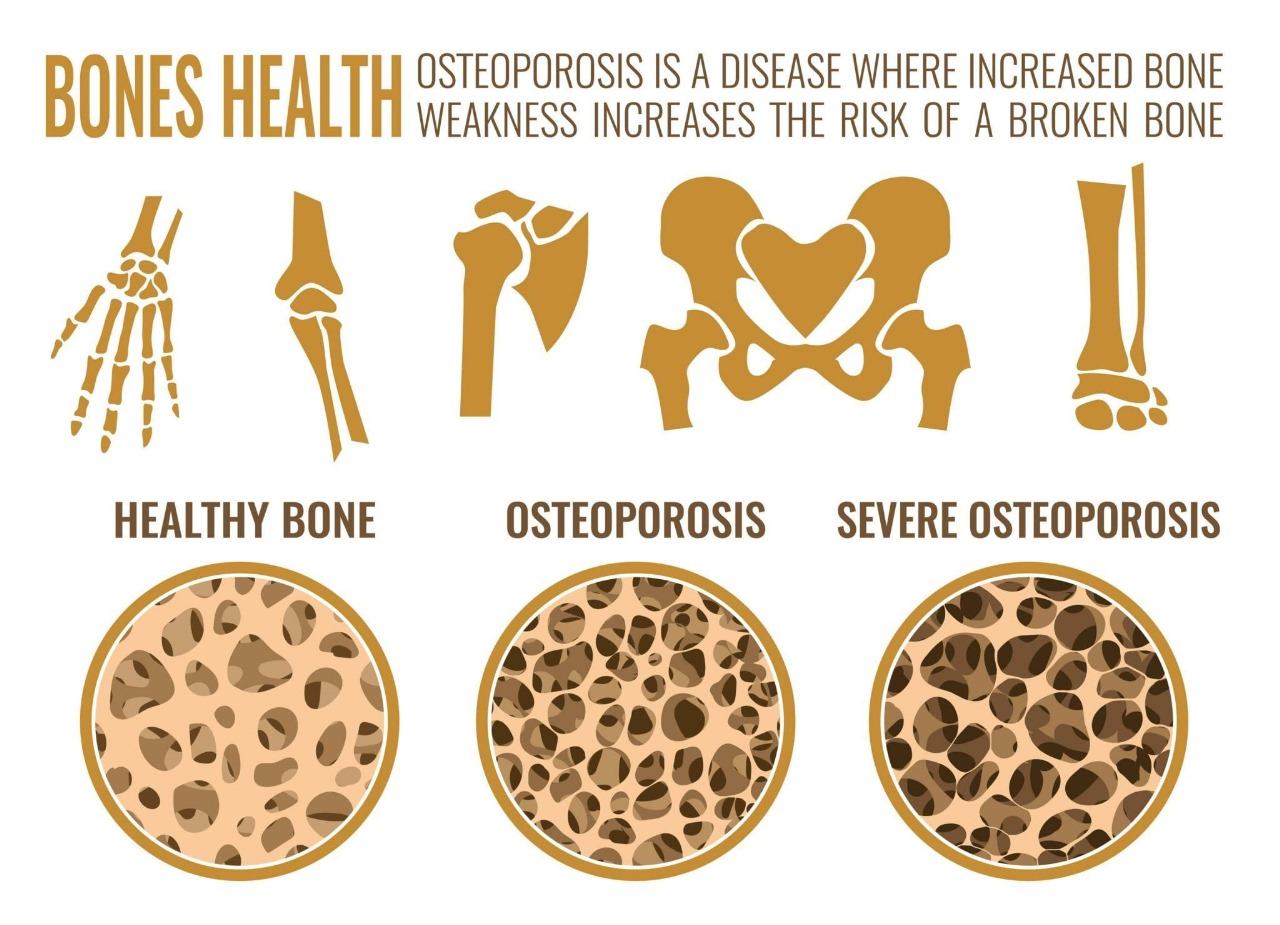 BONES HEALTH
OSTEOPOROSIS IS A DISEASE WHERE INCREASED BONE
WEAKNESS INCREASES THE RISK OF A BROKEN BONE
HEALTHY BONE
OSTEOPOROSIS
SEVERE OSTEOPOROSIS